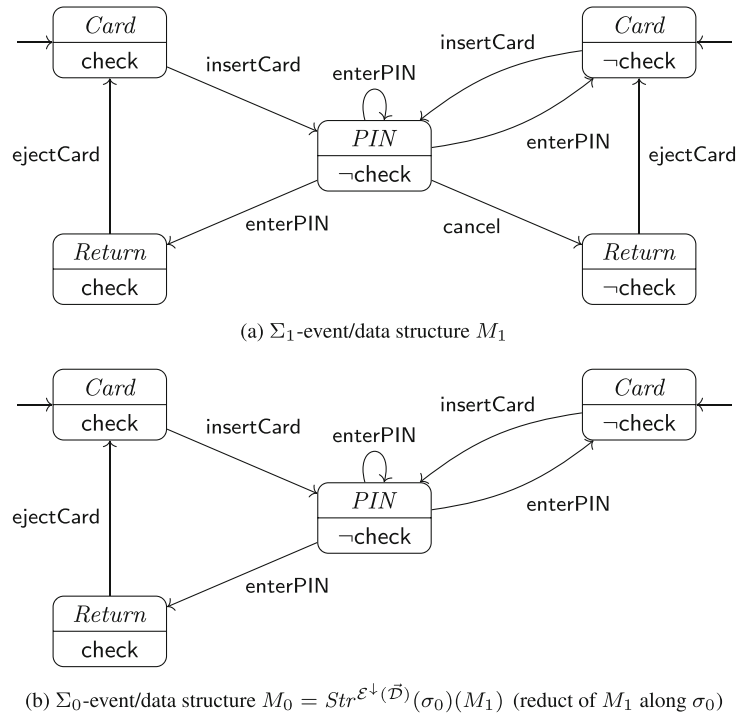 Card
check
insertCard
enterPIN
insertCard
Card
¬check
PIN
¬check
enterPIN
ejectCard
ejectCard
enterPIN
cancel
Return
check
Return
¬check
(a) Σ₁-event/data structure M₁
Card
check
insertCard
enterPIN
insertCard
Card
¬check
PIN
¬check
enterPIN
ejectCard
enterPIN
Return
check
(b) Σ₀-event/data structure M₀ = Str^{ℰ↓(𝒟⃗)}(σ₀)(M₁) (reduct of M₁ along σ₀)